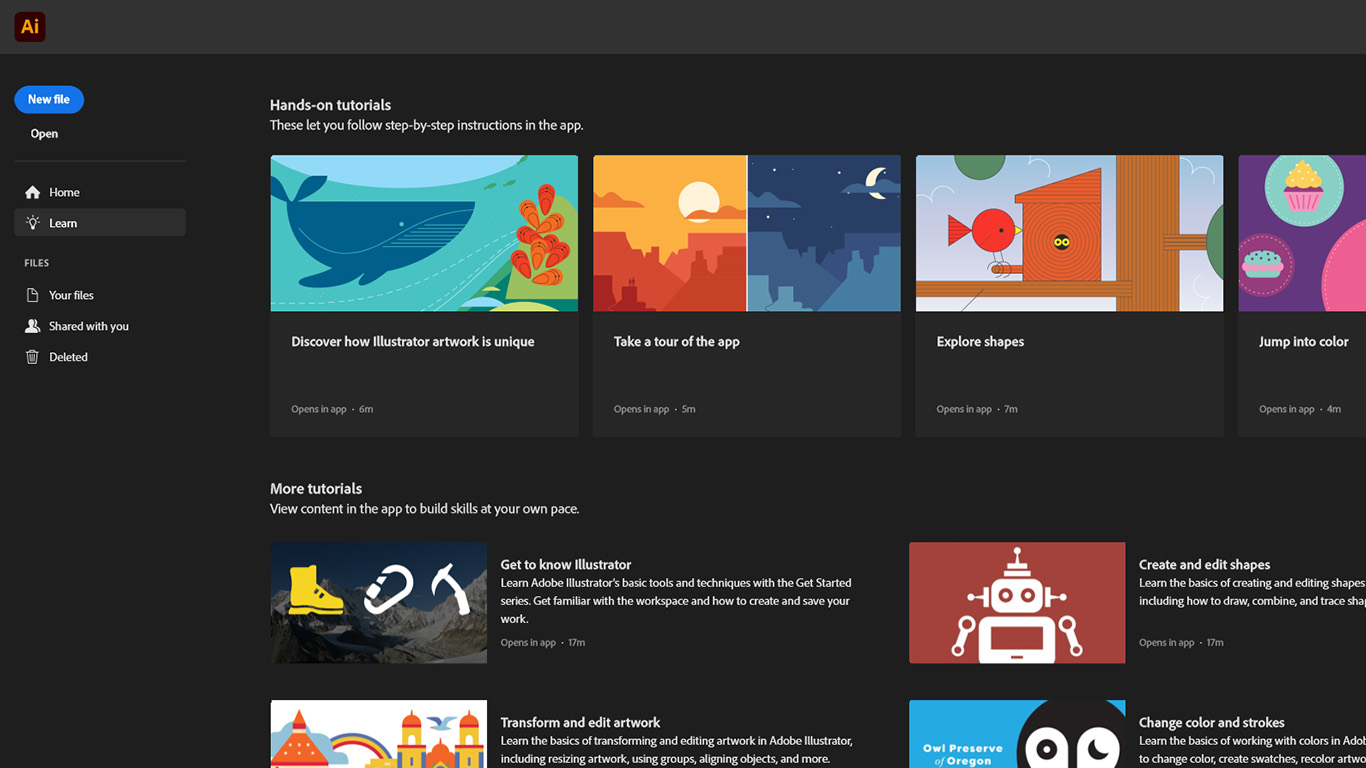 Ai
New file
Open
Home
Learn
FILES
Your files
Shared with you
Deleted
Hands-on tutorials
These let you follow step-by-step instructions in the app.
Discover how Illustrator artwork is unique
Opens in app · 6m
Take a tour of the app
Opens in app · 5m
Explore shapes
Opens in app · 7m
Jump into color
Opens in app · 4m
More tutorials
View content in the app to build skills at your own pace.
Get to know Illustrator
Learn Adobe Illustrator's basic tools and techniques with the Get Started
series. Get familiar with the workspace and how to create and save your
work.
Opens in app · 17m
Create and edit shapes
Learn the basics of creating and editing shapes
including how to draw, combine, and trace
Opens in app · 17m
Transform and edit artwork
Learn the basics of transforming and editing artwork in Adobe Illustrator,
including resizing artwork, using groups, aligning objects, and more.
Owl Preserve
of Oregon
Change color and strokes
Learn the basics of working with colors in
to change color, create swatches, recolor